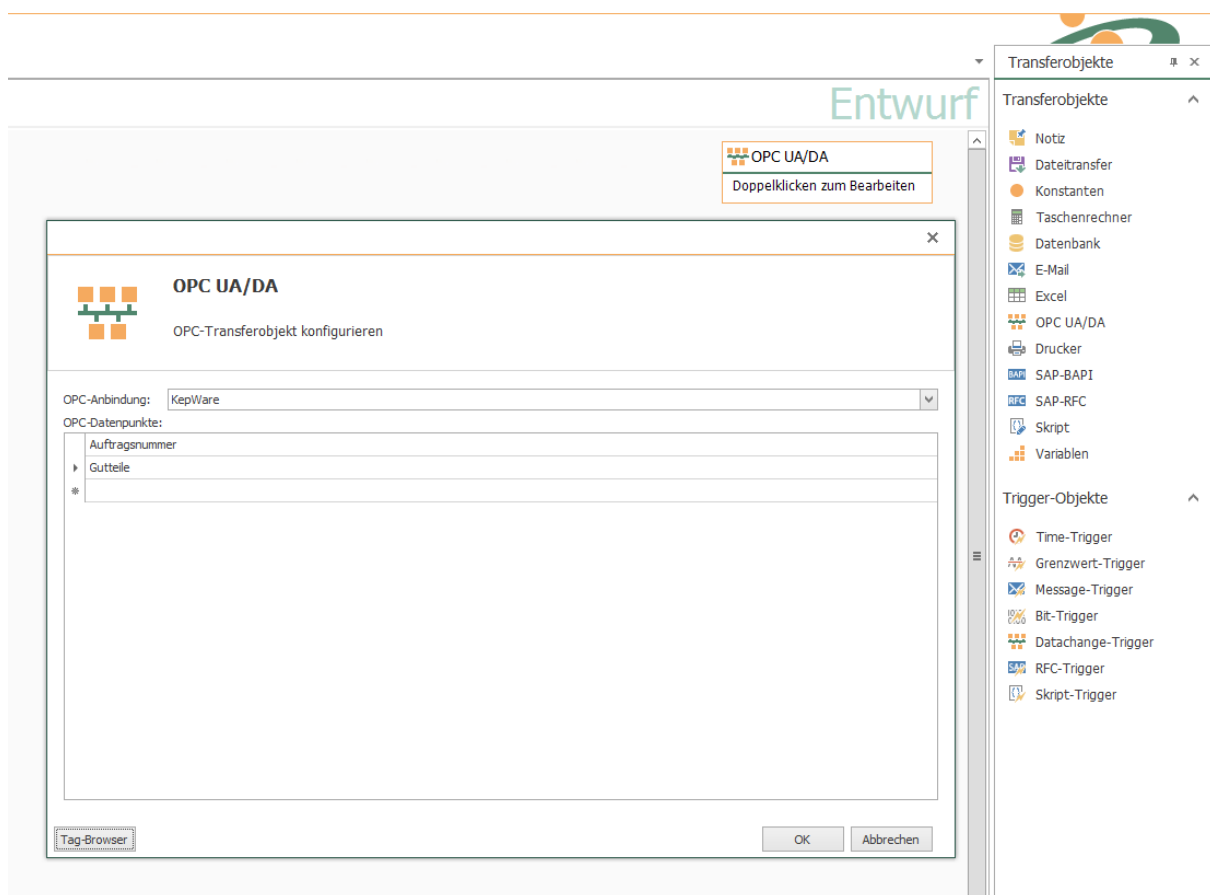 Transferobjekte
Entwurf
OPC UA/DA
Doppelklicken zum Bearbeiten
OPC UA/DA
OPC-Transferobjekt konfigurieren
OPC-Anbindung:
KepWare
OPC-Datenpunkte:
Auftragsnummer
Gutteile
Tag-Browser
OK
Abbrechen
Transferobjekte
Notiz
Dateitransfer
Konstanten
Taschenrechner
Datenbank
E-Mail
Excel
OPC UA/DA
Drucker
BAPI SAP-BAPI
RFC SAP-RFC
Skript
Variablen
Trigger-Objekte
Time-Trigger
Grenzwert-Trigger
Message-Trigger
Bit-Trigger
Datachange-Trigger
SAP RFC-Trigger
Skript-Trigger